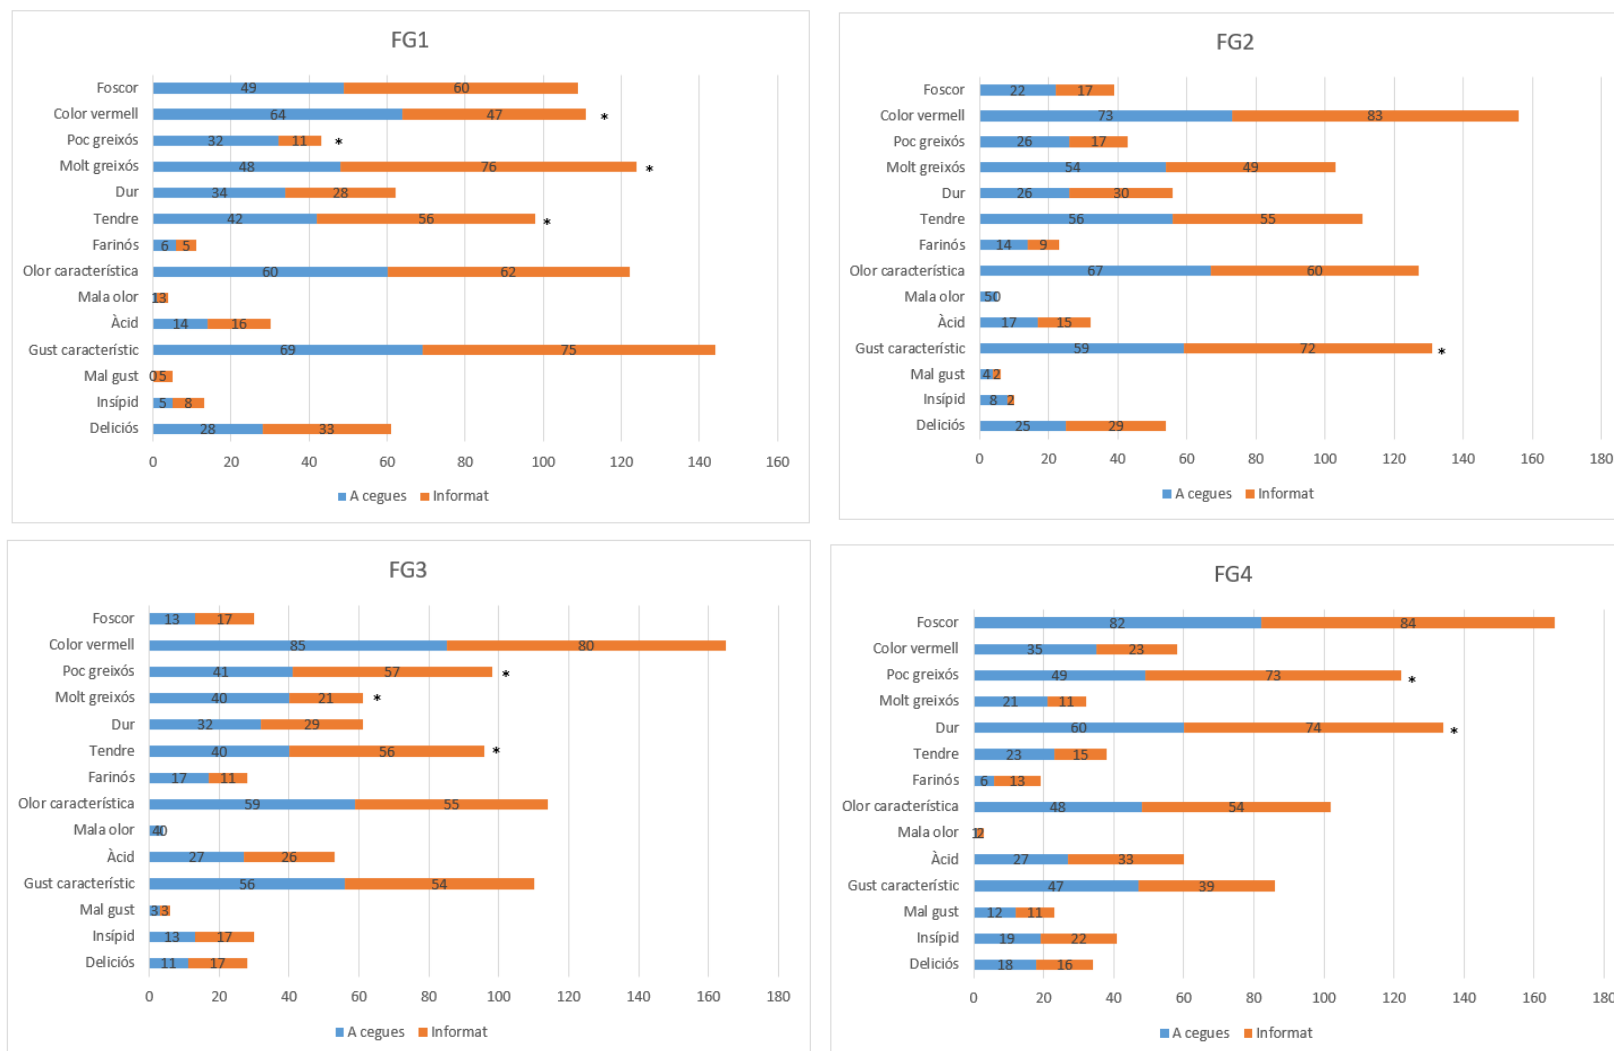 FG1
Foscor 49 60
Color vermell 64 47 *
Poc greixós 32 11 *
Molt greixós 48 76 *
Dur 34 28
Tendre 42 56 *
Farinós 6 5
Olor característica 60 62
Mala olor 1 3
Àcid 14 16
Gust característic 69 75
Mal gust 0 5
Insípid 5 8
Deliciós 28 33
0 20 40 60 80 100 120 140 160
A cegues Informat
FG2
Foscor 22 17
Color vermell 73 83
Poc greixós 26 17
Molt greixós 54 49
Dur 26 30
Tendre 56 55
Farinós 14 9
Olor característica 67 60
Mala olor 5 0
Àcid 17 15
Gust característic 59 72 *
Mal gust 4 2
Insípid 8 2
Deliciós 25 29
0 20 40 60 80 100 120 140 160 180
A cegues Informat
FG3
Foscor 13 17
Color vermell 85 80
Poc greixós 41 57 *
Molt greixós 40 21 *
Dur 32 29
Tendre 40 56 *
Farinós 17 11
Olor característica 59 55
Mala olor 4 0
Àcid 27 26
Gust característic 56 54
Mal gust 3 3
Insípid 13 17
Deliciós 11 17
0 20 40 60 80 100 120 140 160 180
A cegues Informat
FG4
Foscor 82 84
Color vermell 35 23
Poc greixós 49 73 *
Molt greixós 21 11
Dur 60 74 *
Tendre 23 15
Farinós 6 13
Olor característica 48 54
Mala olor 1 2
Àcid 27 33
Gust característic 47 39
Mal gust 12 11
Insípid 19 22
Deliciós 18 16
0 20 40 60 80 100 120 140 160 180
A cegues Informat